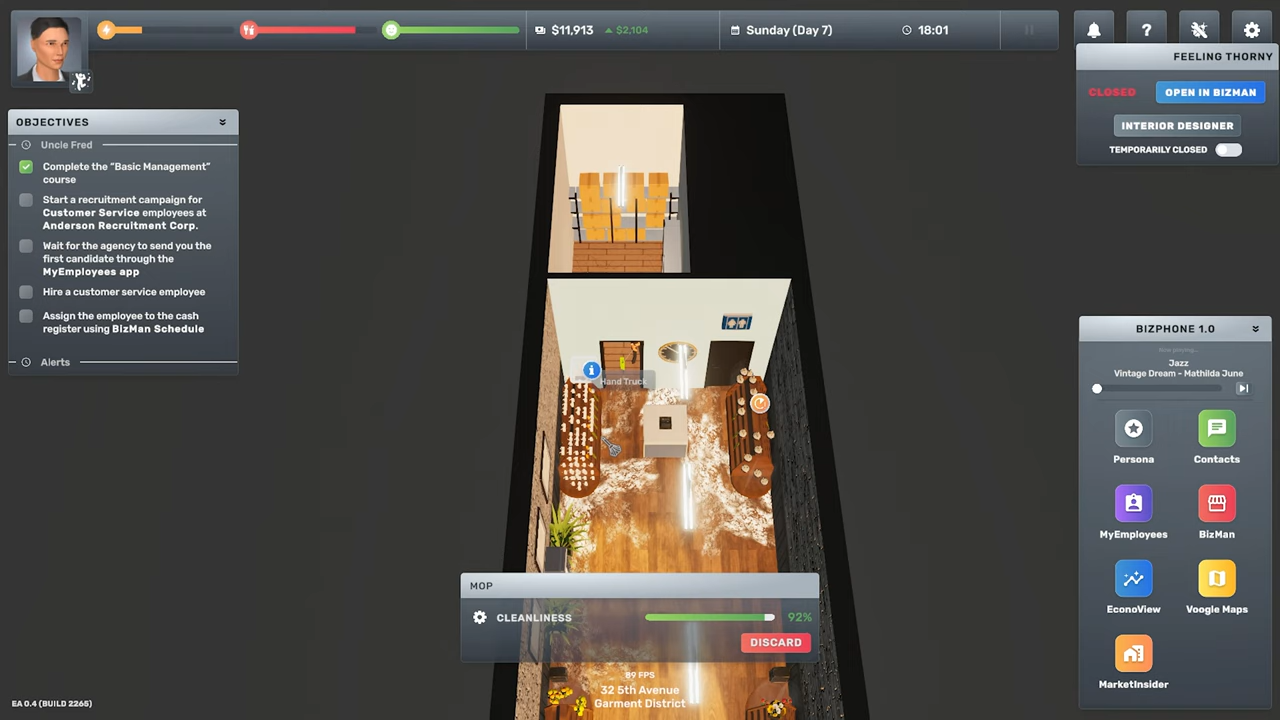 $11,913
$2,104
Sunday (Day 7)
18:01
?
FEELING THORNY
CLOSED
OPEN IN BIZMAN
INTERIOR DESIGNER
TEMPORARILY CLOSED
OBJECTIVES
Uncle Fred
Complete the "Basic Management"
course
Start a recruitment campaign for
Customer Service employees at
Anderson Recruitment Corp.
Wait for the agency to send you the
first candidate through the
MyEmployees app
Hire a customer service employee
Assign the employee to the cash
register using BizMan Schedule
Alerts
Hand Truck
BIZPHONE 1.0
Now playing...
Jazz
Vintage Dream - Mathilda June
Persona
Contacts
MyEmployees
BizMan
EconoView
Voogle Maps
MarketInsider
MOP
CLEANLINESS
92%
DISCARD
89 FPS
32 5th Avenue
Garment District
EA 0.4 (BUILD 2265)